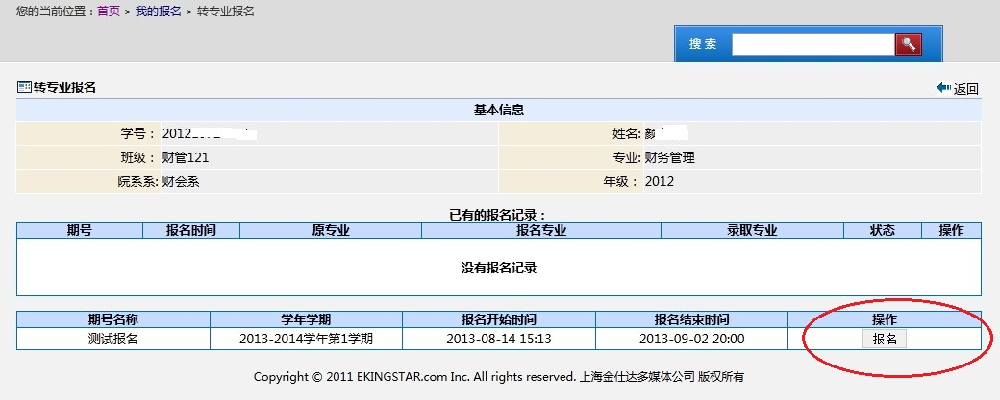 您的当前位置：首页 > 我的报名 > 转专业报名
搜 索
转专业报名 返回
基本信息
学号： 2012 姓名: 颜
班级： 财管121 专业: 财务管理
院系系: 财会系 年级： 2012
已有的报名记录：
期号 报名时间 原专业 报名专业 录取专业 状态 操作
没有报名记录
期号名称 学年学期 报名开始时间 报名结束时间 操作
测试报名 2013-2014学年第1学期 2013-08-14 15:13 2013-09-02 20:00 报名
Copyright © 2011 EKINGSTAR.com Inc. All rights reserved. 上海金仕达多媒体公司 版权所有